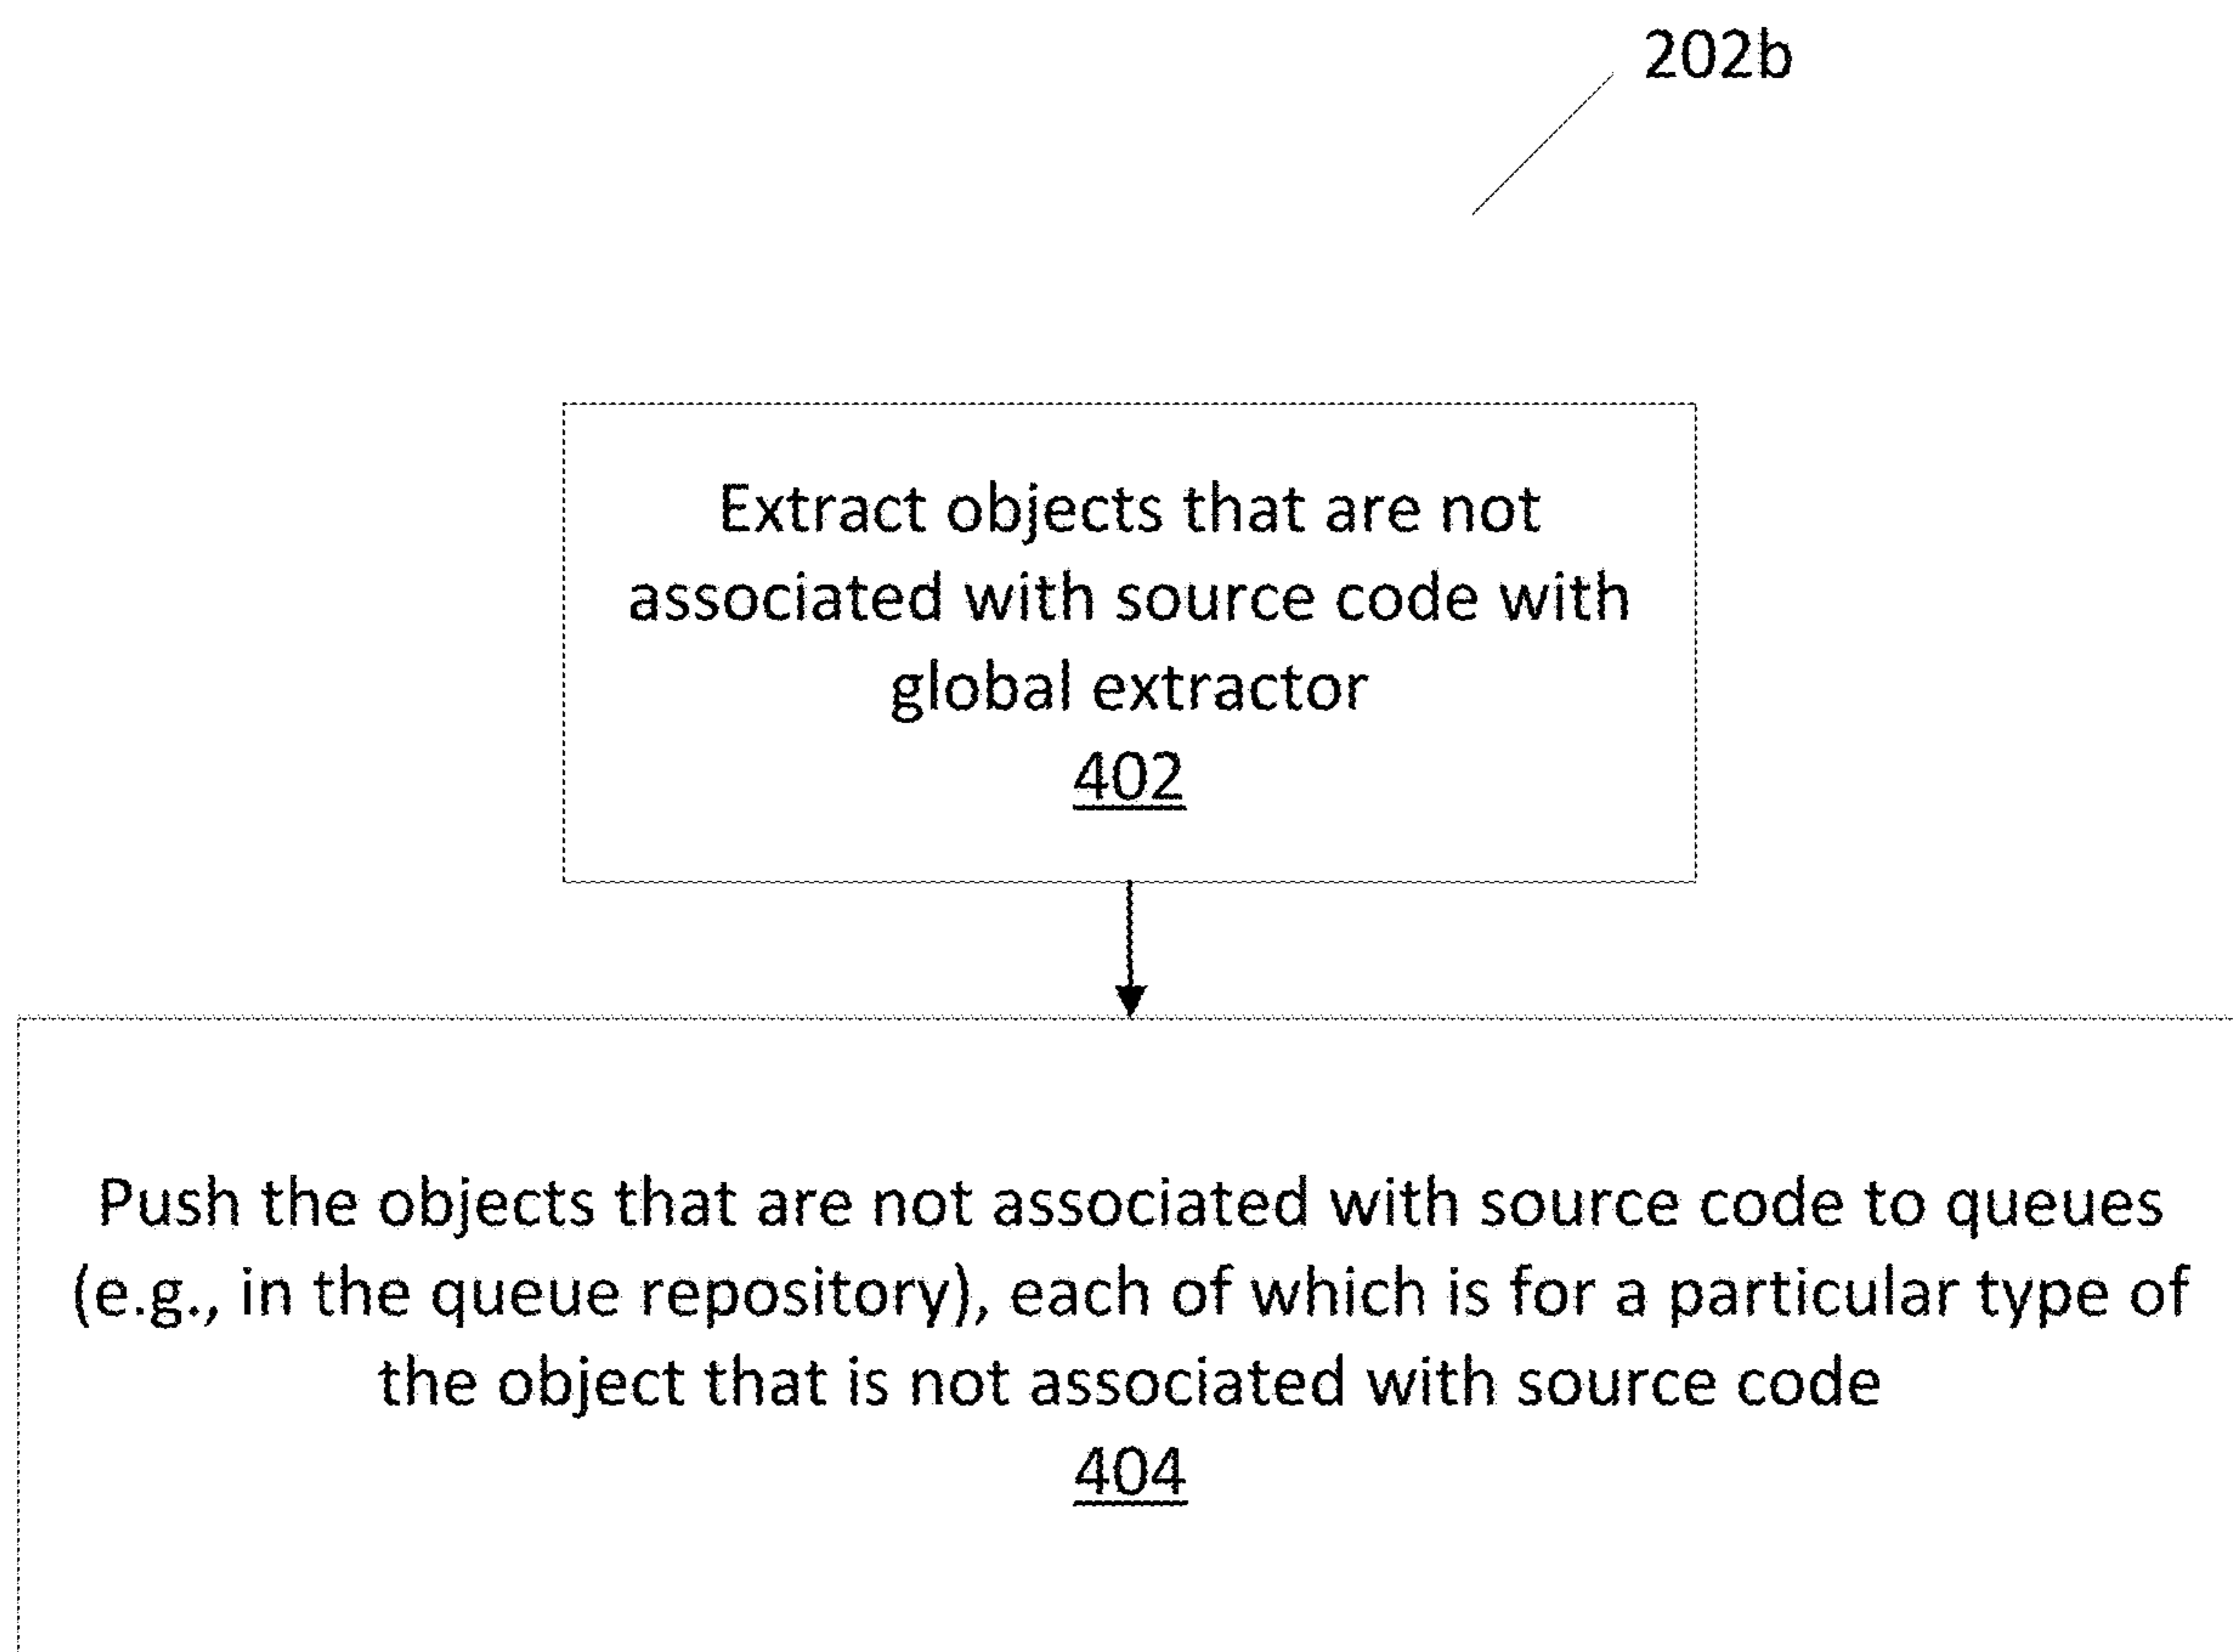 202b
Extract objects that are not
associated with source code with
global extractor
402
Push the objects that are not associated with source code to queues
(e.g., in the queue repository), each of which is for a particular type of
the object that is not associated with source code
404